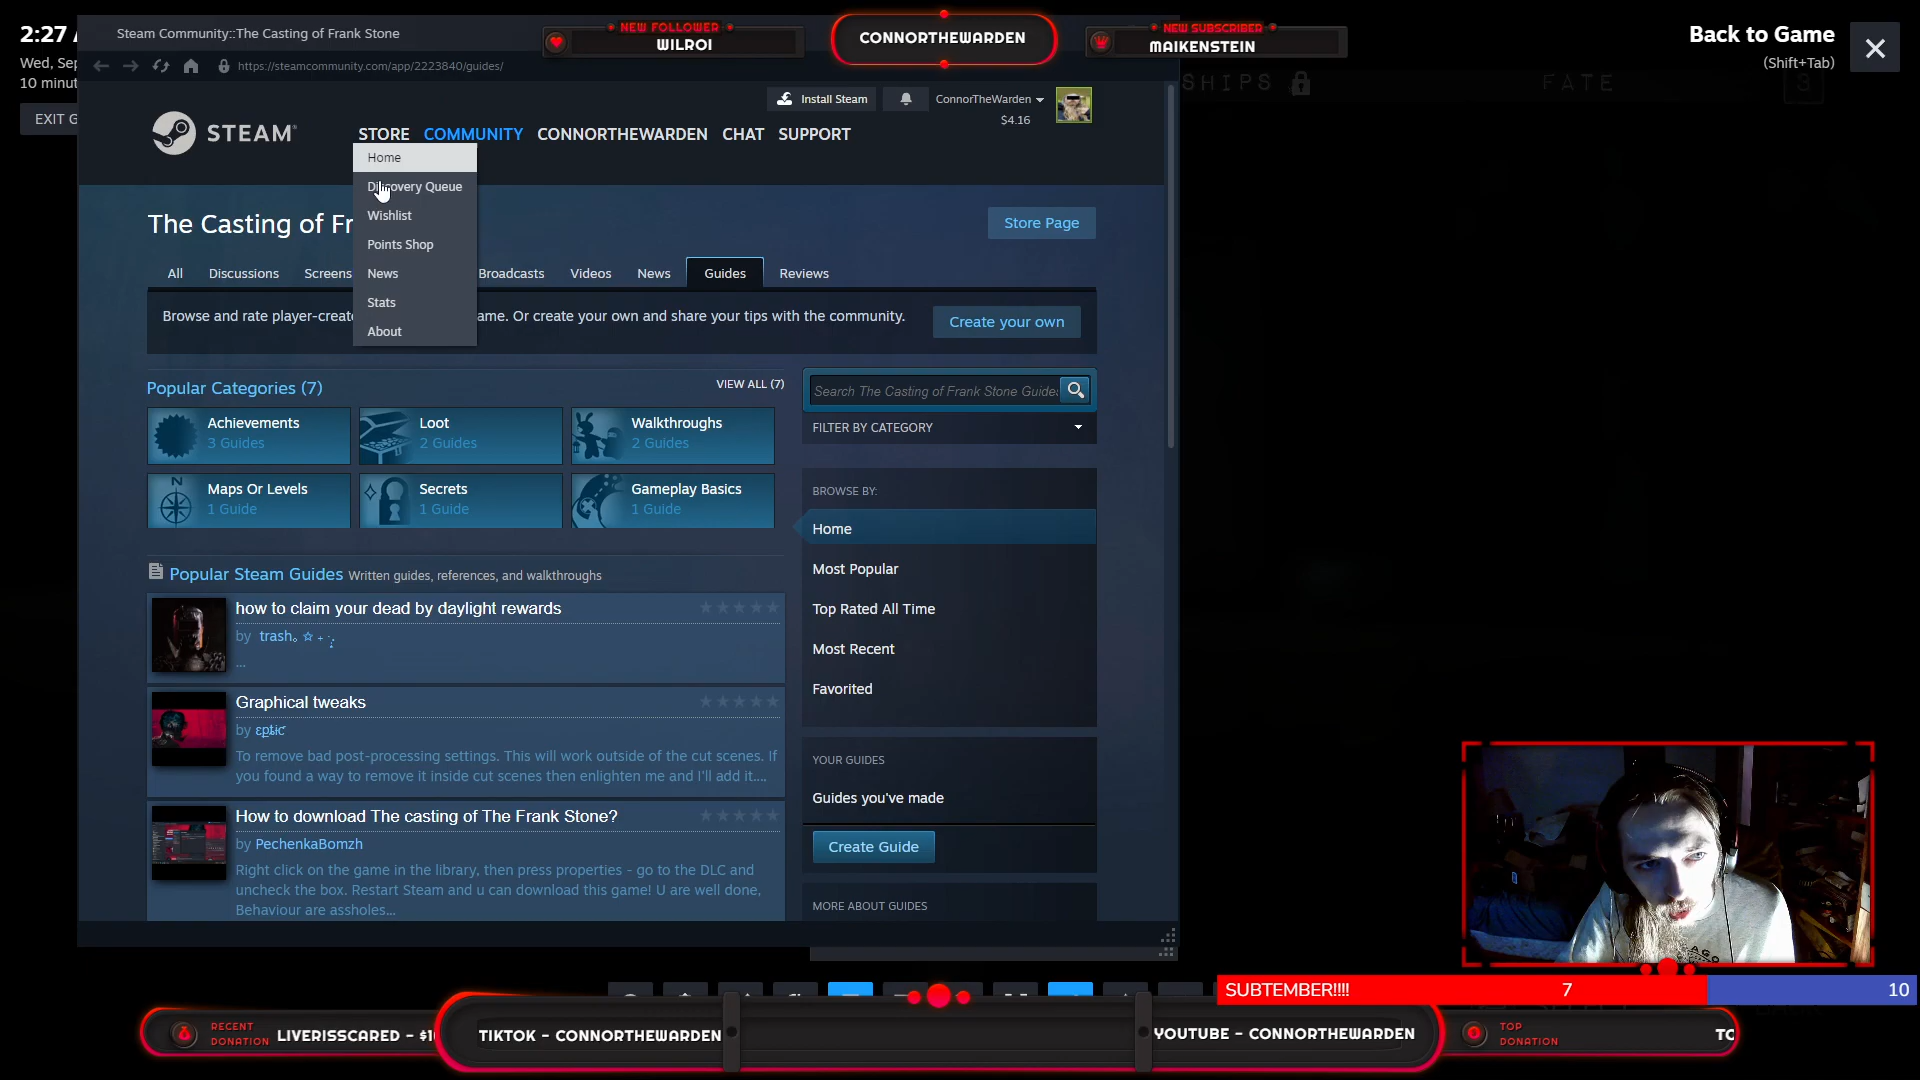 2:27
Wed, Sep
10 minut
EXIT G
Steam Community::The Casting of Frank Stone
https://steamcommunity.com/app/2223840/guides/
NEW FOLLOWER
WILROI
CONNORTHEWARDEN
NEW SUBSCRIBER
MAIKENSTEIN
Back to Game
(Shift+Tab)
SHIPS
FATE
3
Install Steam
ConnorTheWarden
$4.16
STEAM
STORE
COMMUNITY
CONNORTHEWARDEN
CHAT
SUPPORT
Home
Discovery Queue
Wishlist
Points Shop
News
Stats
About
The Casting of Fr
Store Page
All
Discussions
Screens
Broadcasts
Videos
News
Guides
Reviews
Browse and rate player-create
ame. Or create your own and share your tips with the community.
Create your own
Popular Categories (7)
VIEW ALL (7)
Achievements
3 Guides
Loot
2 Guides
Walkthroughs
2 Guides
Maps Or Levels
1 Guide
Secrets
1 Guide
Gameplay Basics
1 Guide
Search The Casting of Frank Stone Guide
FILTER BY CATEGORY
BROWSE BY:
Home
Most Popular
Top Rated All Time
Most Recent
Favorited
YOUR GUIDES
Guides you've made
Create Guide
MORE ABOUT GUIDES
Popular Steam Guides Written guides, references, and walkthroughs
how to claim your dead by daylight rewards
by trash。
...
Graphical tweaks
by
To remove bad post-processing settings. This will work outside of the cut scenes. If
you found a way to remove it inside cut scenes then enlighten me and I'll add it....
How to download The casting of The Frank Stone?
by PechenkaBomzh
Right click on the game in the library, then press properties - go to the DLC and
uncheck the box. Restart Steam and u can download this game! U are well done,
Behaviour are assholes...
SUBTEMBER!!!!
7
10
RECENT
DONATION
LIVERISSCARED - $1
TIKTOK - CONNORTHEWARDEN
YOUTUBE - CONNORTHEWARDEN
TOP
DONATION
TO